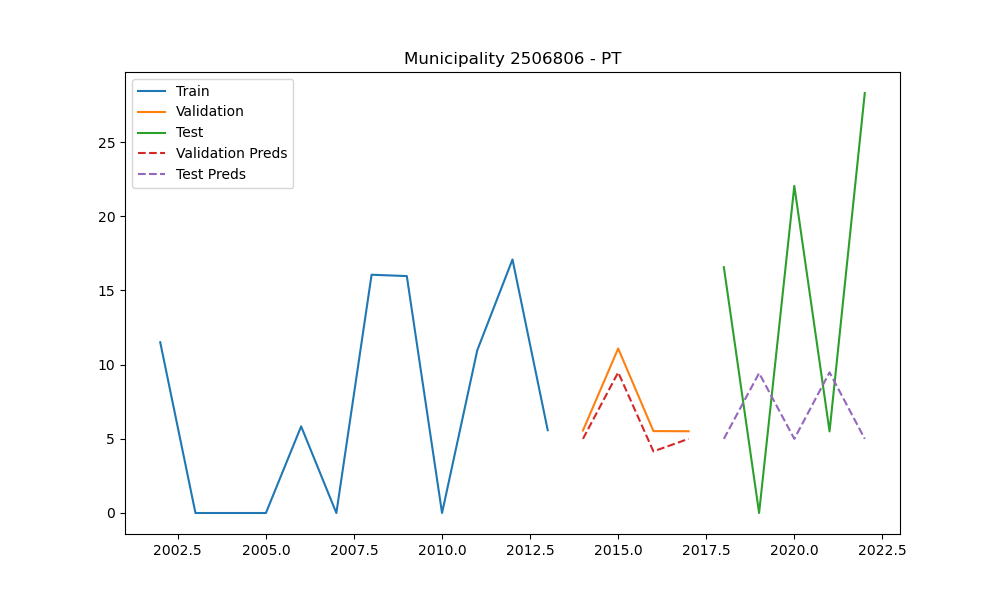 Municipality 2506806 - PT
Train
Validation
Test
Validation Preds
Test Preds
25
20
15
10
5
0
2002.5 2005.0 2007.5 2010.0 2012.5 2015.0 2017.5 2020.0 2022.5